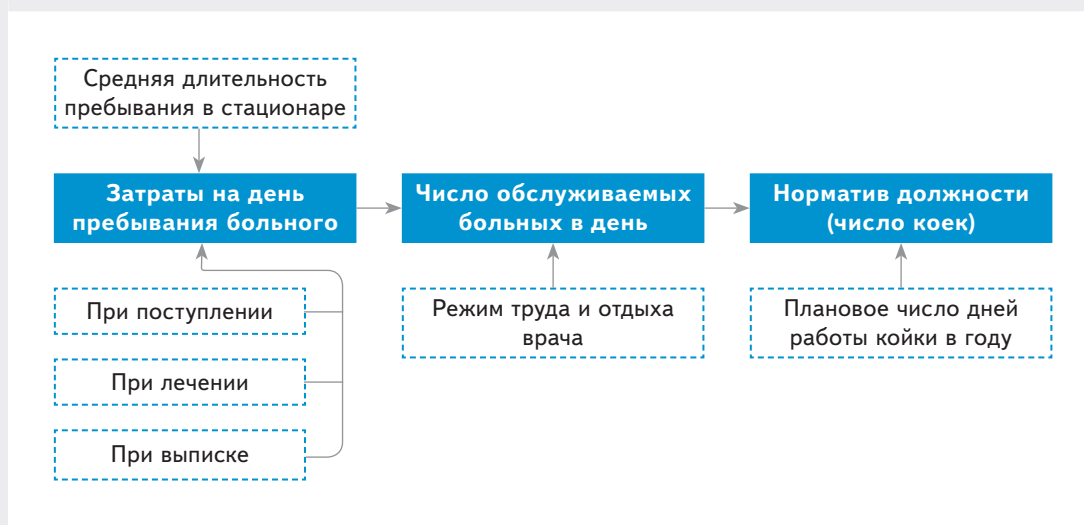 Средняя длительность
пребывания в стационаре
Затраты на день
пребывания больного
Число обслуживаемых
больных в день
Норматив должности
(число коек)
При поступлении
При лечении
При выписке
Режим труда и отдыха
врача
Плановое число дней
работы койки в году